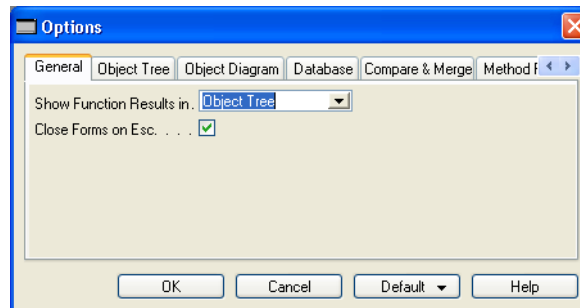 Options
General Object Tree Object Diagram Database Compare & Merge Method
Show Function Results in. Object Tree
Close Forms on Esc. . . . .
OK Cancel Default Help